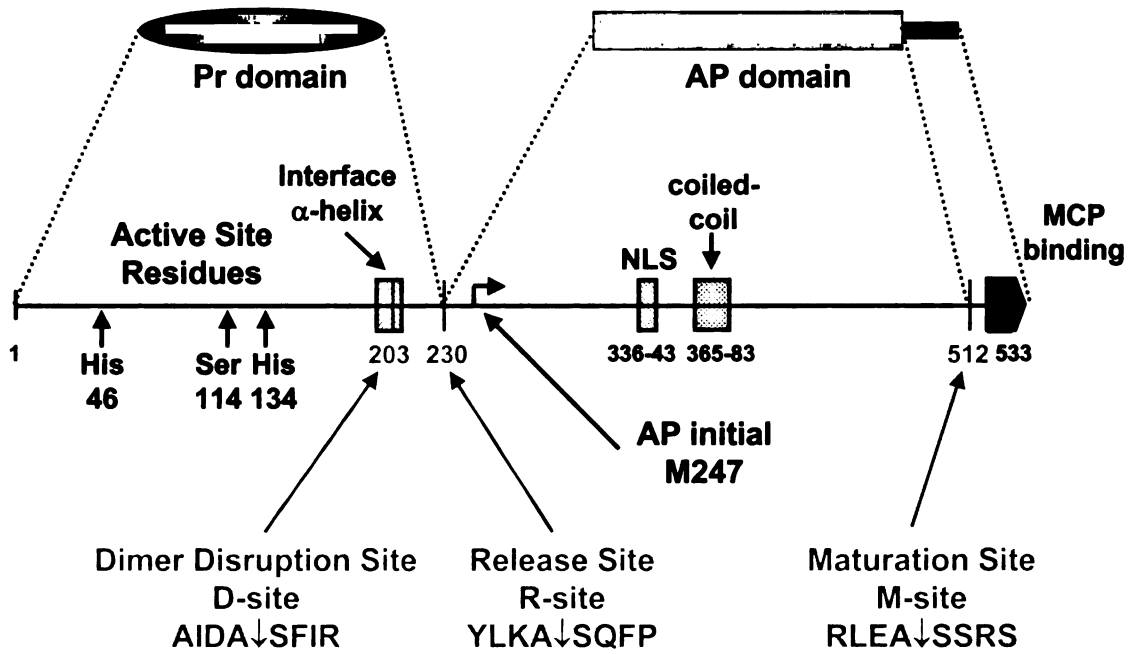 Pr domain
AP domain
Interface
α-helix
coiled-
coil
MCP
binding
Active Site
Residues
NLS
1
His
46
Ser
114
His
134
203
230
336-43
365-83
512
533
AP initial
M247
Dimer Disruption Site
D-site
AIDA↓SFIR
Release Site
R-site
YLKA↓SQFP
Maturation Site
M-site
RLEA↓SSRS